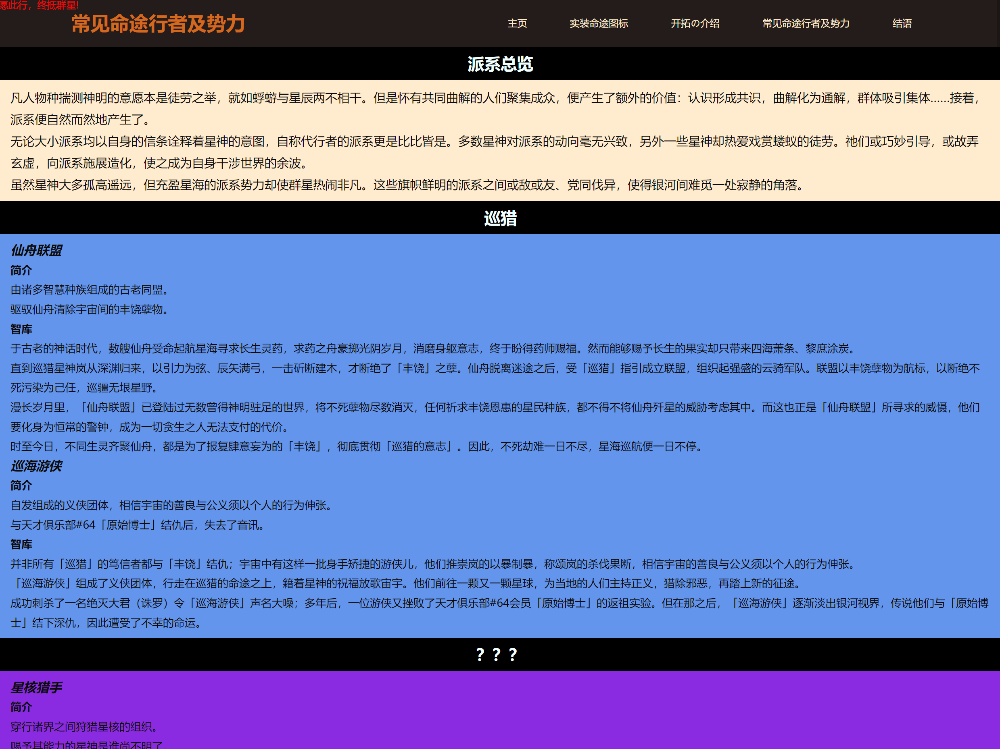 愿此行，终抵群星!
常见命途行者及势力
主页 实装命途图标 开拓の介绍 常见命途行者及势力 结语
派系总览
凡人物种揣测神明的意愿本是徒劳之举，就如蜉蝣与星辰两不相干。但是怀有共同曲解的人们聚集成众，便产生了额外的价值：认识形成共识，曲解化为通解，群体吸引集体……接着，
派系便自然而然地产生了。
无论大小派系均以自身的信条诠释着星神的意图，自称代行者的派系更是比比皆是。多数星神对派系的动向毫无兴致，另外一些星神却热爱戏赏蝼蚁的徒劳。祂们或巧妙引导，或故弄
玄虚，向派系施展造化，使之成为自身干涉世界的余波。
虽然星神大多孤高遥远，但充盈星海的派系势力却使群星热闹非凡。这些旗帜鲜明的派系之间或敌或友、党同伐异，使得银河间难觅一处寂静的角落。
巡猎
仙舟联盟
简介
由诸多智慧种族组成的古老同盟。
驱驭仙舟清除宇宙间的丰饶孽物。
智库
于古老的神话时代，数艘仙舟受命起航星海寻求长生灵药，求药之舟豪掷光阴岁月，消磨身躯意志，终于盼得药师赐福。然而能够赐予长生的果实却只带来四海萧条、黎庶涂炭。
直到巡猎星神岚从深渊归来，以引力为弦、辰矢满弓，一击斫断建木，才断绝了「丰饶」之孽。仙舟脱离迷途之后，受「巡猎」指引成立联盟，组织起强盛的云骑军队。联盟以丰饶孽物为航标，以断绝不
死污染为己任，巡疆无垠星野。
漫长岁月里，「仙舟联盟」已登陆过无数曾得神明驻足的世界，将不死孽物尽数消灭，任何祈求丰饶恩惠的星民种族，都不得不将仙舟歼星的威胁考虑其中。而这也正是「仙舟联盟」所寻求的威慑，他们
要化身为恒常的警钟，成为一切贪生之人无法支付的代价。
时至今日，不同生灵齐聚仙舟，都是为了报复肆意妄为的「丰饶」，彻底贯彻「巡猎的意志」。因此，不死劫难一日不尽，星海巡航便一日不停。
巡海游侠
简介
自发组成的义侠团体，相信宇宙的善良与公义须以个人的行为伸张。
与天才俱乐部#64「原始博士」结仇后，失去了音讯。
智库
并非所有「巡猎」的笃信者都与「丰饶」结仇；宇宙中有这样一批身手矫捷的游侠儿，他们推崇岚的以暴制暴，称颂岚的杀伐果断，相信宇宙的善良与公义须以个人的行为伸张。
「巡海游侠」组成了义侠团体，行走在巡猎的命途之上，籍着星神的祝福放歌宙宇。他们前往一颗又一颗星球，为当地的人们主持正义，猎除邪恶，再踏上新的征途。
成功刺杀了一名绝灭大君（诛罗）令「巡海游侠」声名大噪；多年后，一位游侠又挫败了天才俱乐部#64会员「原始博士」的返祖实验。但在那之后，「巡海游侠」逐渐淡出银河视界，传说他们与「原始博
士」结下深仇，因此遭受了不幸的命运。
？？？
星核猎手
简介
穿行诸界之间狩猎星核的组织。
赐予其能力的星神是谁尚不明了。